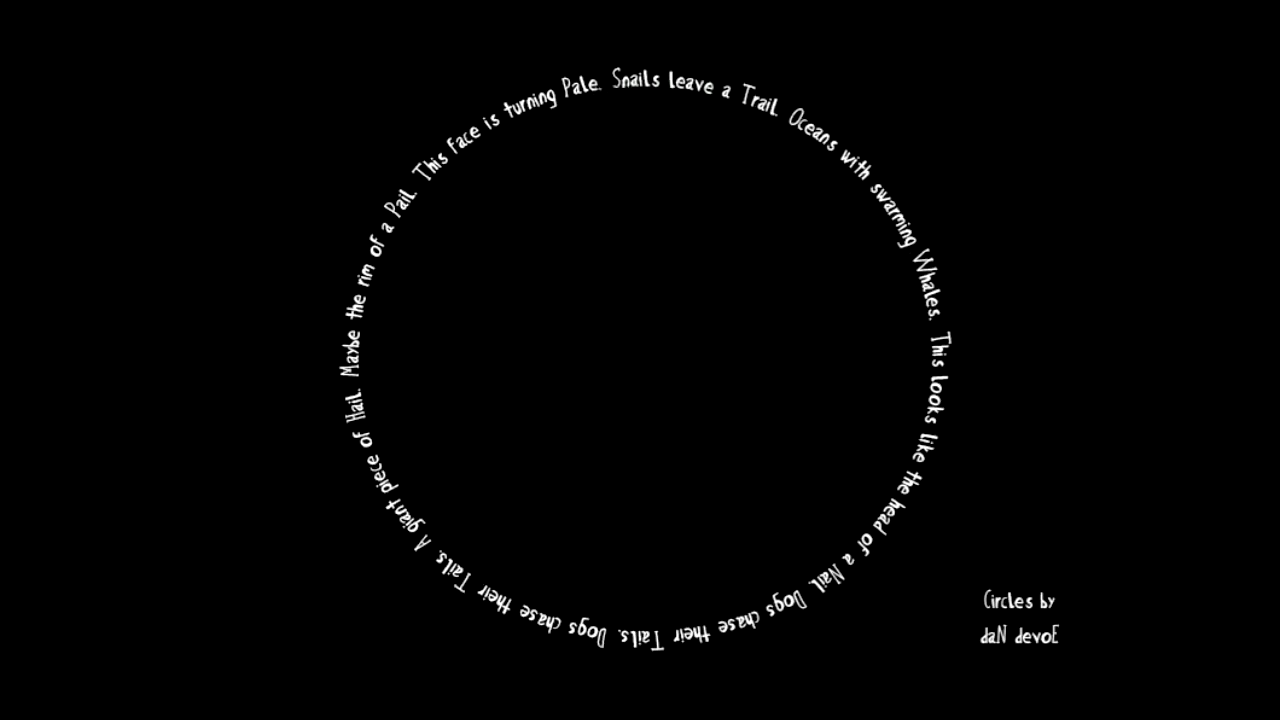 Snails leave a Trail. Oceans with swarming Whales. This looks like the head of a Nail. Dogs chase their Tails. Dogs chase their Tails. A giant piece of Hail. Maybe the rim of a Pail. This Face is turning Pale.
Circles by
daN devoE